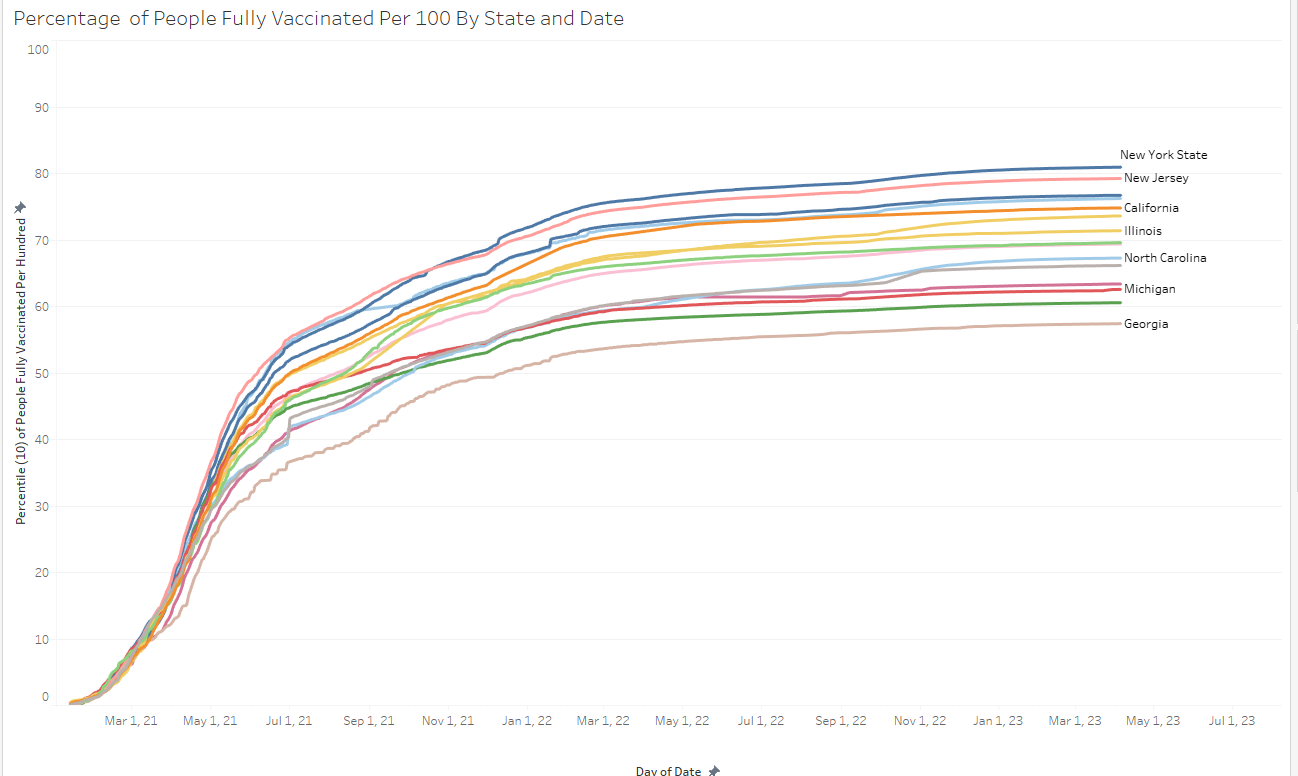 Percentage  of People Fully Vaccinated Per 100 By State and Date
100
90
80
70
60
50
40
30
20
10
0
Percentile (10) of People Fully Vaccinated Per Hundred
New York State
New Jersey
California
Illinois
North Carolina
Michigan
Georgia
Mar 1, 21 May 1, 21 Jul 1, 21 Sep 1, 21 Nov 1, 21 Jan 1, 22 Mar 1, 22 May 1, 22 Jul 1, 22 Sep 1, 22 Nov 1, 22 Jan 1, 23 Mar 1, 23 May 1, 23 Jul 1, 23
Day of Date